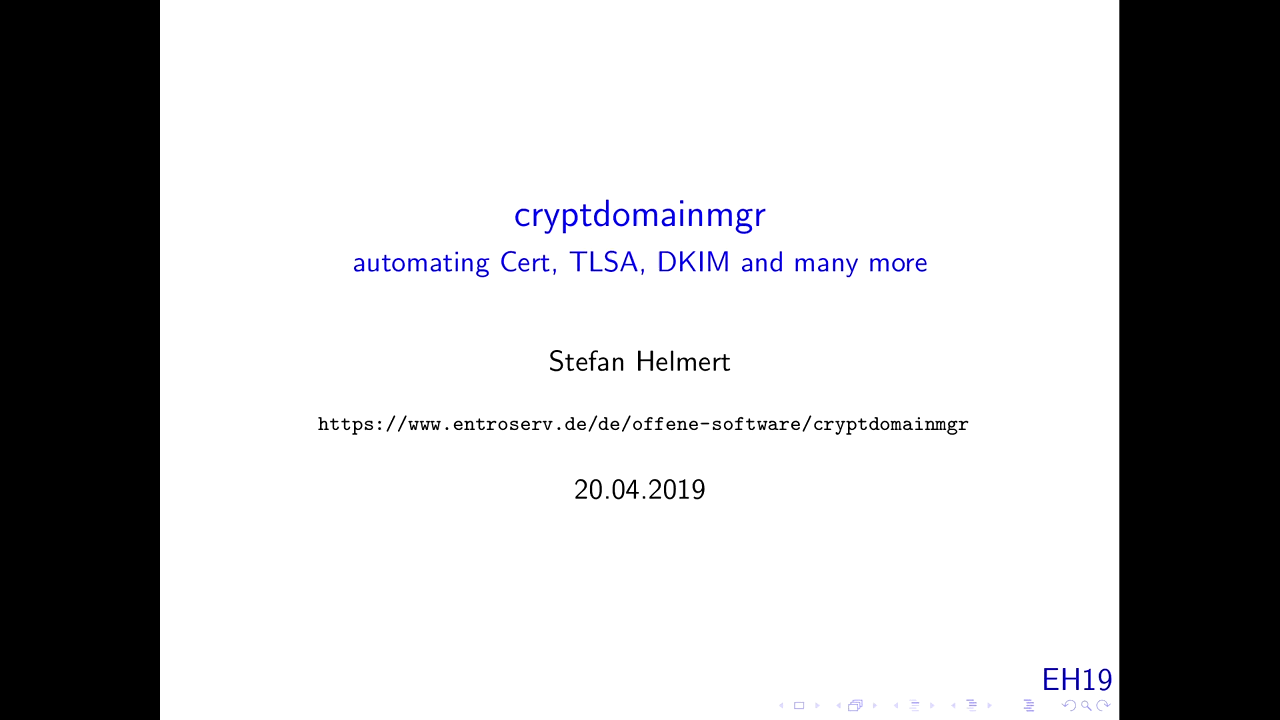 cryptdomainmgr
automating Cert, TLSA, DKIM and many more
Stefan Helmert
https://www.entroserv.de/de/offene-software/cryptdomainmgr
20.04.2019
EH19